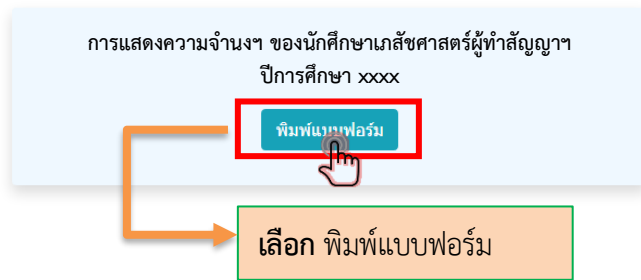 การแสดงความจำนงฯ ของนักศึกษาเภสัชศาสตร์ผู้ทำสัญญาฯ
ปีการศึกษา xxxx
พิมพ์แบบฟอร์ม
เลือก พิมพ์แบบฟอร์ม